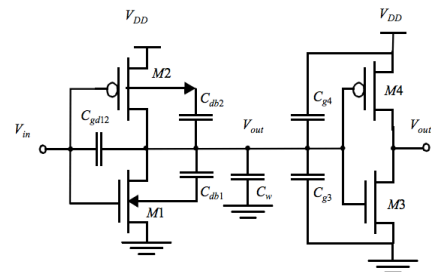 V_DD
V_DD
M2
M4
C_db2
C_g4
C_gd12
V_in
V_out
V_out
C_db1
C_w
C_g3
M1
M3